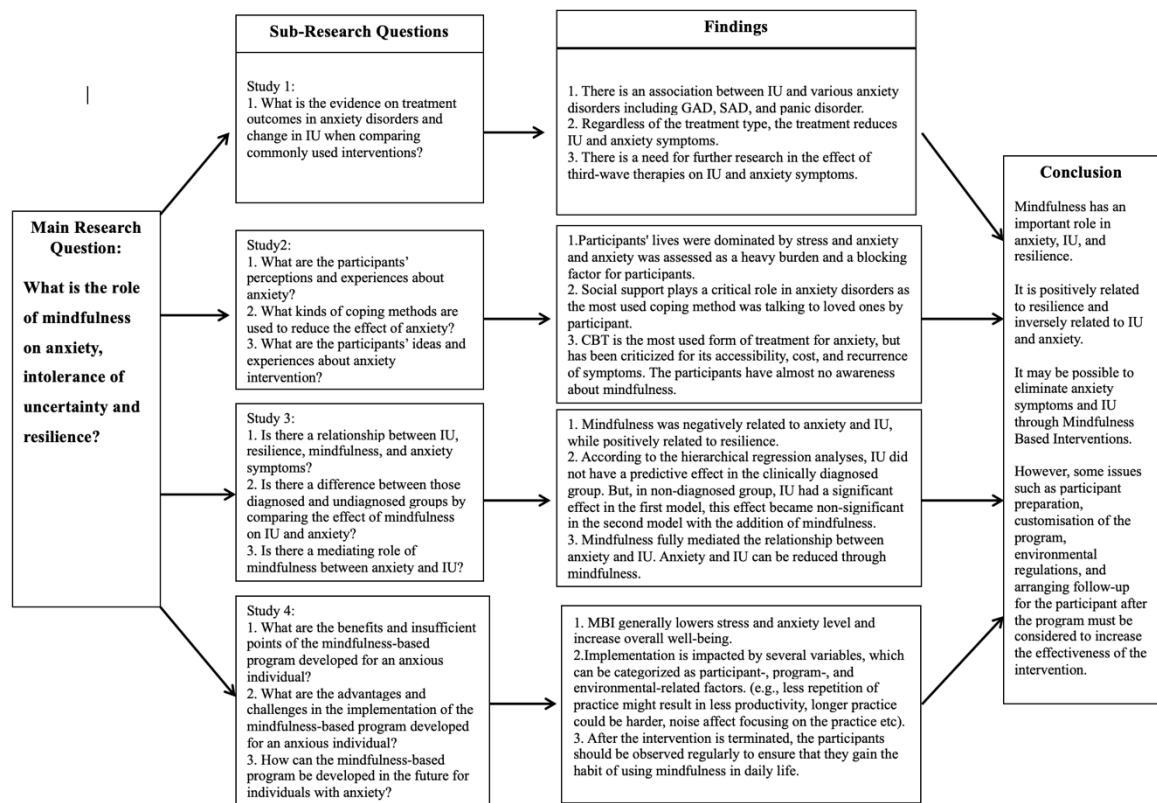 Main Research
Question:
What is the role
of mindfulness
on anxiety,
intolerance of
uncertainty and
resilience?
Sub-Research Questions
Study 1:
1. What is the evidence on treatment
outcomes in anxiety disorders and
change in IU when comparing
commonly used interventions?
Study2:
1. What are the participants'
perceptions and experiences about
anxiety?
2. What kinds of coping methods are
used to reduce the effect of anxiety?
3. What are the participants' ideas and
experiences about anxiety
intervention?
Study 3:
1. Is there a relationship between IU,
resilience, mindfulness, and anxiety
symptoms?
2. Is there a difference between those
diagnosed and undiagnosed groups by
comparing the effect of mindfulness
on IU and anxiety?
3. Is there a mediating role of
mindfulness between anxiety and IU?
Study 4:
1. What are the benefits and insufficient
points of the mindfulness-based
program developed for an anxious
individual?
2. What are the advantages and
challenges in the implementation of the
mindfulness-based program developed
for an anxious individual?
3. How can the mindfulness-based
program be developed in the future for
individuals with anxiety?
Findings
1. There is an association between IU and various anxiety
disorders including GAD, SAD, and panic disorder.
2. Regardless of the treatment type, the treatment reduces
IU and anxiety symptoms.
3. There is a need for further research in the effect of
third-wave therapies on IU and anxiety symptoms.
1.Participants' lives were dominated by stress and anxiety
and anxiety was assessed as a heavy burden and a blocking
factor for participants.
2. Social support plays a critical role in anxiety disorders as
the most used coping method was talking to loved ones by
participant.
3. CBT is the most used form of treatment for anxiety, but
has been criticized for its accessibility, cost, and recurrence
of symptoms. The participants have almost no awareness
about mindfulness.
1. Mindfulness was negatively related to anxiety and IU,
while positively related to resilience.
2. According to the hierarchical regression analyses, IU did
not have a predictive effect in the clinically diagnosed
group. But, in non-diagnosed group, IU had a significant
effect in the first model, this effect became non-significant
in the second model with the addition of mindfulness.
3. Mindfulness fully mediated the relationship between
anxiety and IU. Anxiety and IU can be reduced through
mindfulness.
1. MBI generally lowers stress and anxiety level and
increase overall well-being.
2.Implementation is impacted by several variables, which
can be categorized as participant-, program-, and
environmental-related factors. (e.g., less repetition of
practice might result in less productivity, longer practice
could be harder, noise affect focusing on the practice etc).
3. After the intervention is terminated, the participants
should be observed regularly to ensure that they gain the
habit of using mindfulness in daily life.
Conclusion
Mindfulness has an
important role in
anxiety, IU, and
resilience.
It is positively related
to resilience and
inversely related to IU
and anxiety.
It may be possible to
eliminate anxiety
symptoms and IU
through Mindfulness
Based Interventions.
However, some issues
such as participant
preparation,
customisation of the
program,
environmental
regulations, and
arranging follow-up
for the participant after
the program must be
considered to increase
the effectiveness of the
intervention.